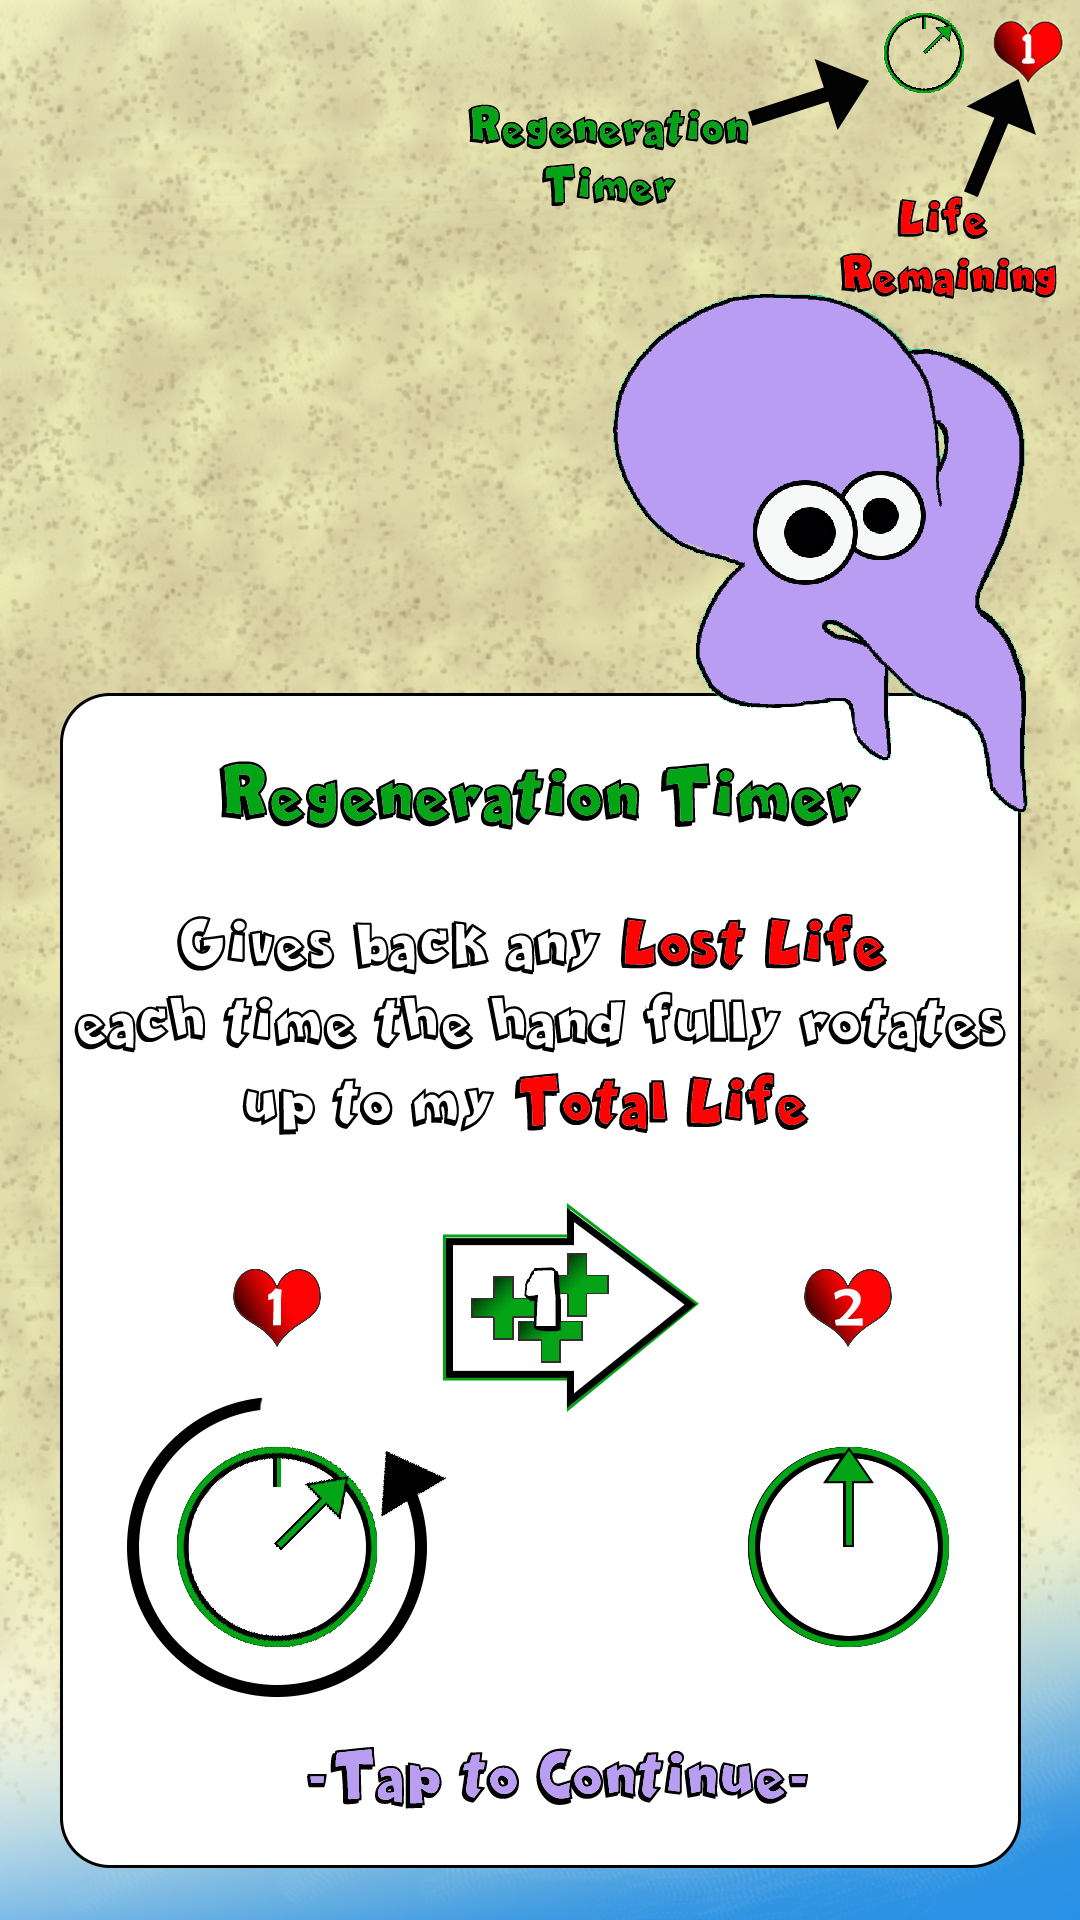 1
Regeneration
Timer
Life
Remaining
Regeneration Timer
Gives back any Lost Life
each time the hand fully rotates
up to my Total Life
1
1
2
-Tap to Continue-